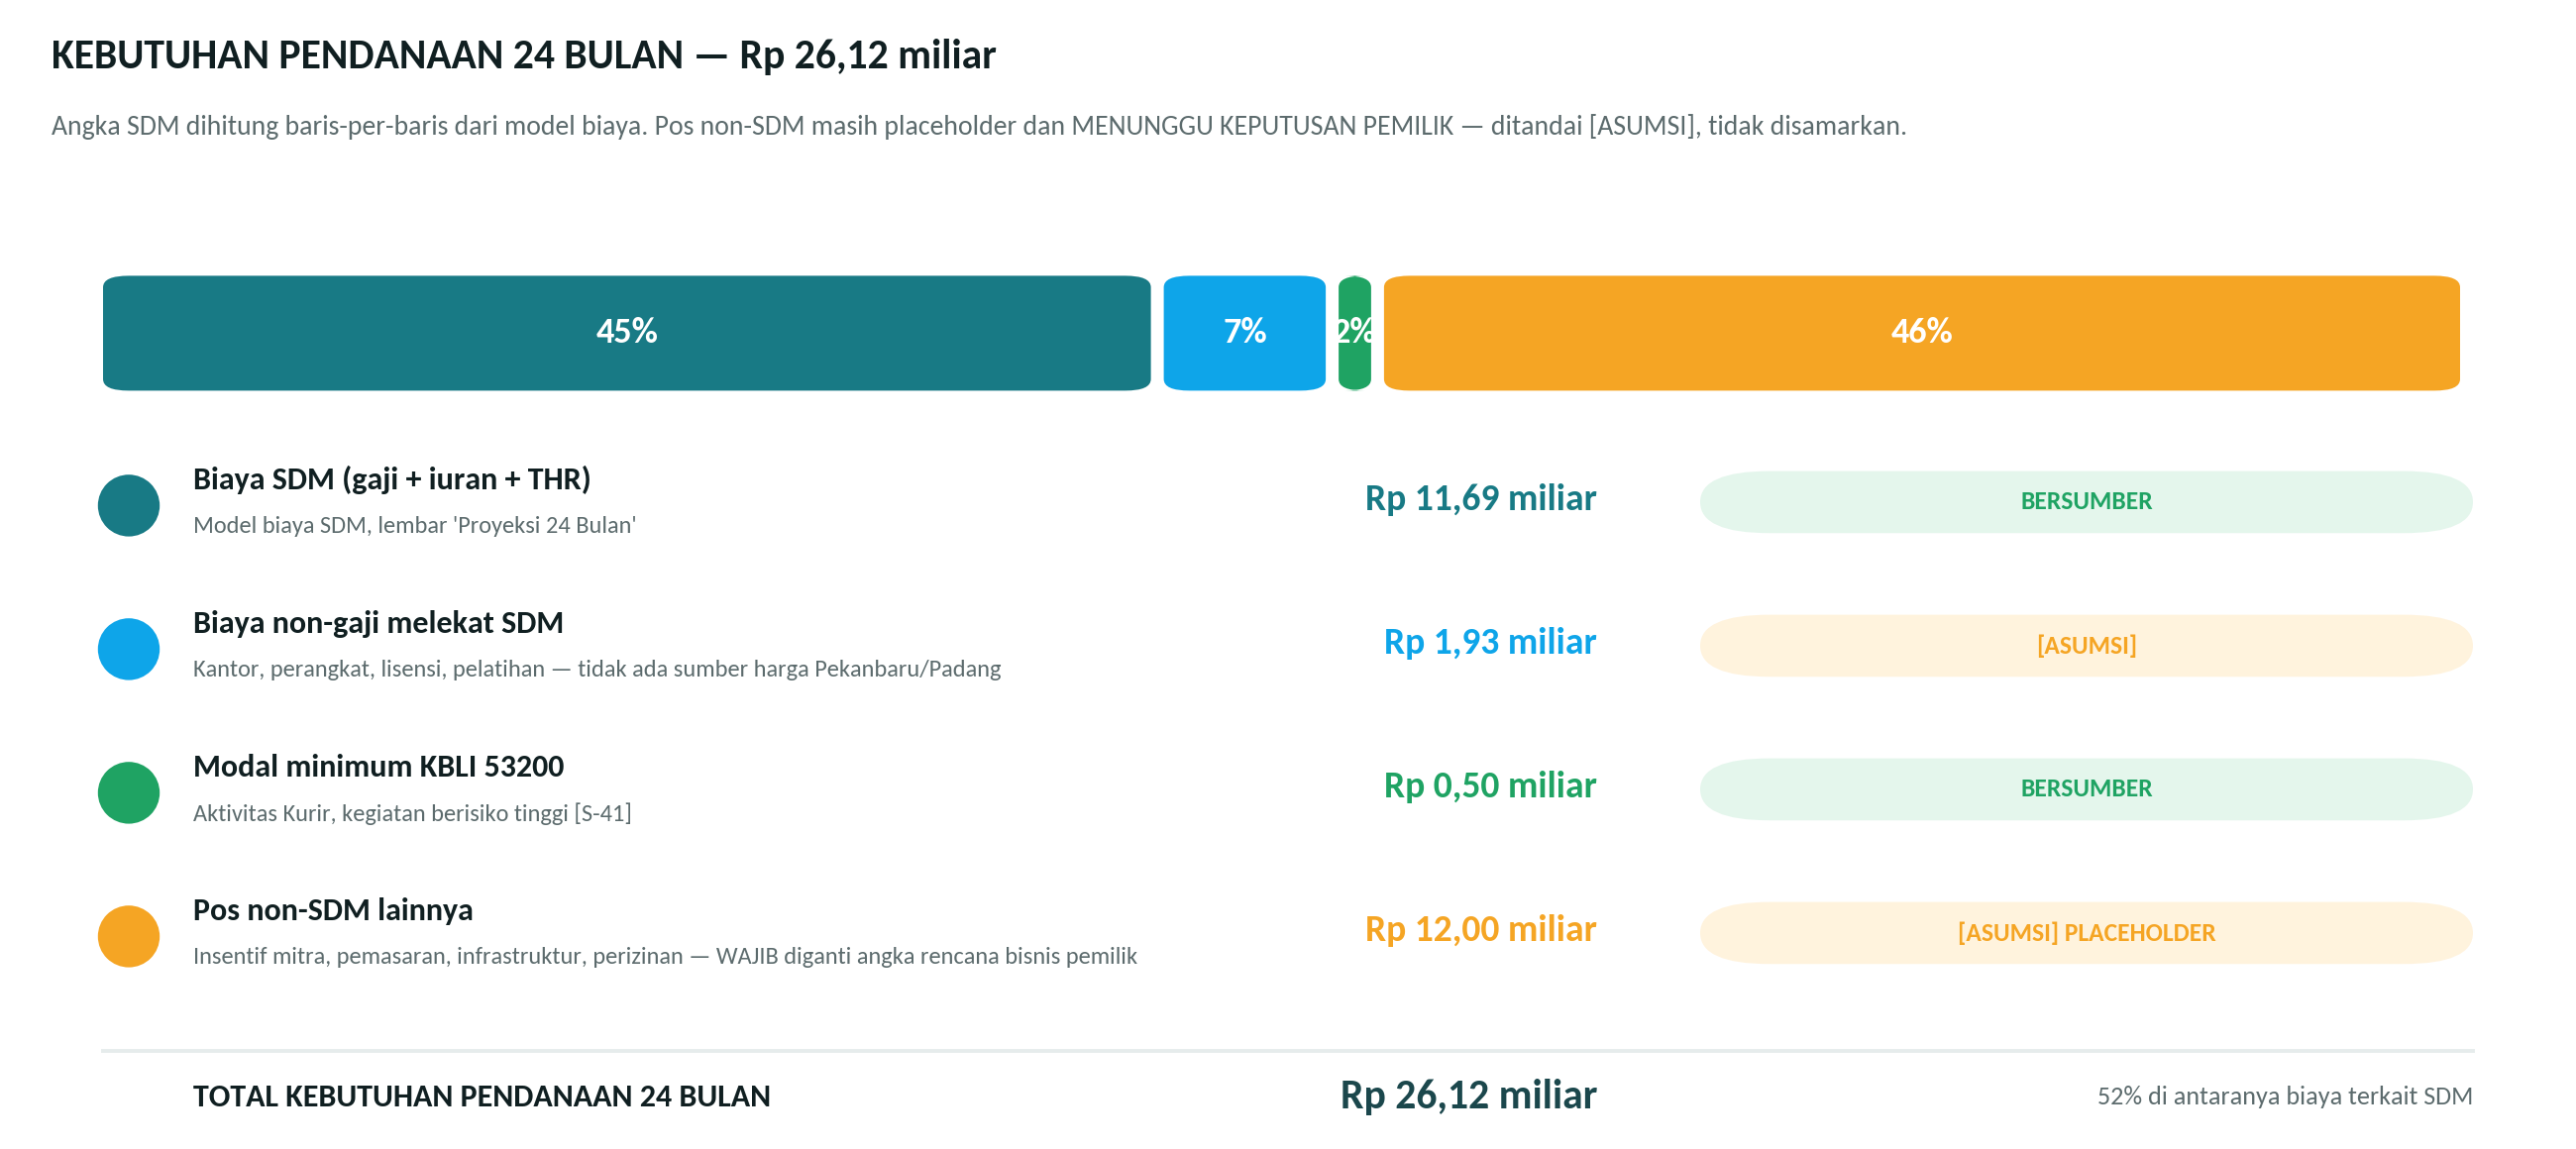 KEBUTUHAN PENDANAAN 24 BULAN — Rp 26,12 miliar
Angka SDM dihitung baris-per-baris dari model biaya. Pos non-SDM masih placeholder dan MENUNGGU KEPUTUSAN PEMILIK — ditandai [ASUMSI], tidak disamarkan.
45% 7% 2% 46%
Biaya SDM (gaji + iuran + THR)
Model biaya SDM, lembar 'Proyeksi 24 Bulan'
Rp 11,69 miliar
BERSUMBER
Biaya non-gaji melekat SDM
Kantor, perangkat, lisensi, pelatihan — tidak ada sumber harga Pekanbaru/Padang
Rp 1,93 miliar
[ASUMSI]
Modal minimum KBLI 53200
Aktivitas Kurir, kegiatan berisiko tinggi [S-41]
Rp 0,50 miliar
BERSUMBER
Pos non-SDM lainnya
Insentif mitra, pemasaran, infrastruktur, perizinan — WAJIB diganti angka rencana bisnis pemilik
Rp 12,00 miliar
[ASUMSI] PLACEHOLDER
TOTAL KEBUTUHAN PENDANAAN 24 BULAN
Rp 26,12 miliar
52% di antaranya biaya terkait SDM